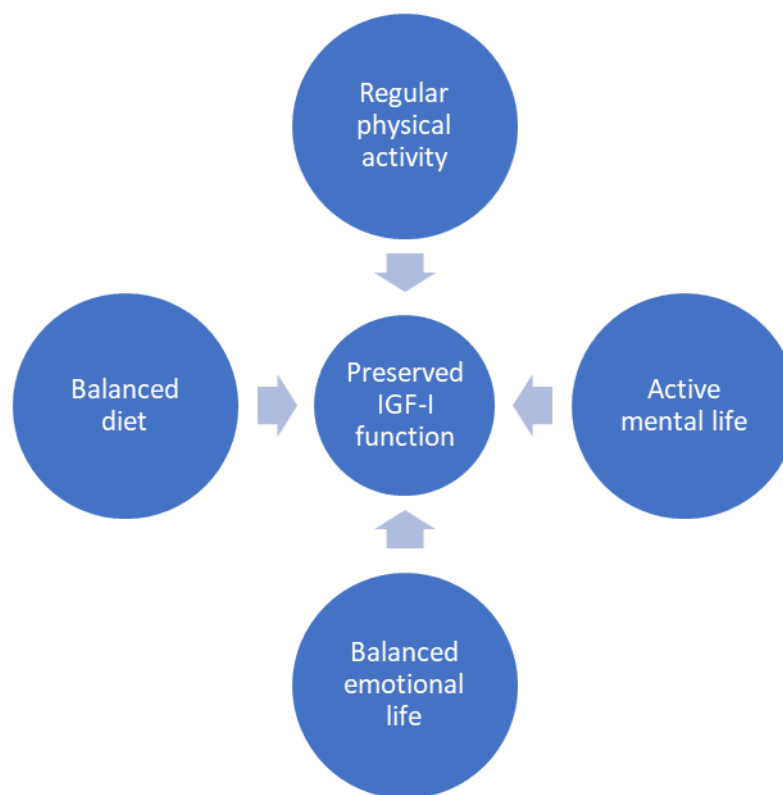 Regular
physical
activity
Balanced
diet
Preserved
IGF-I
function
Active
mental life
Balanced
emotional
life